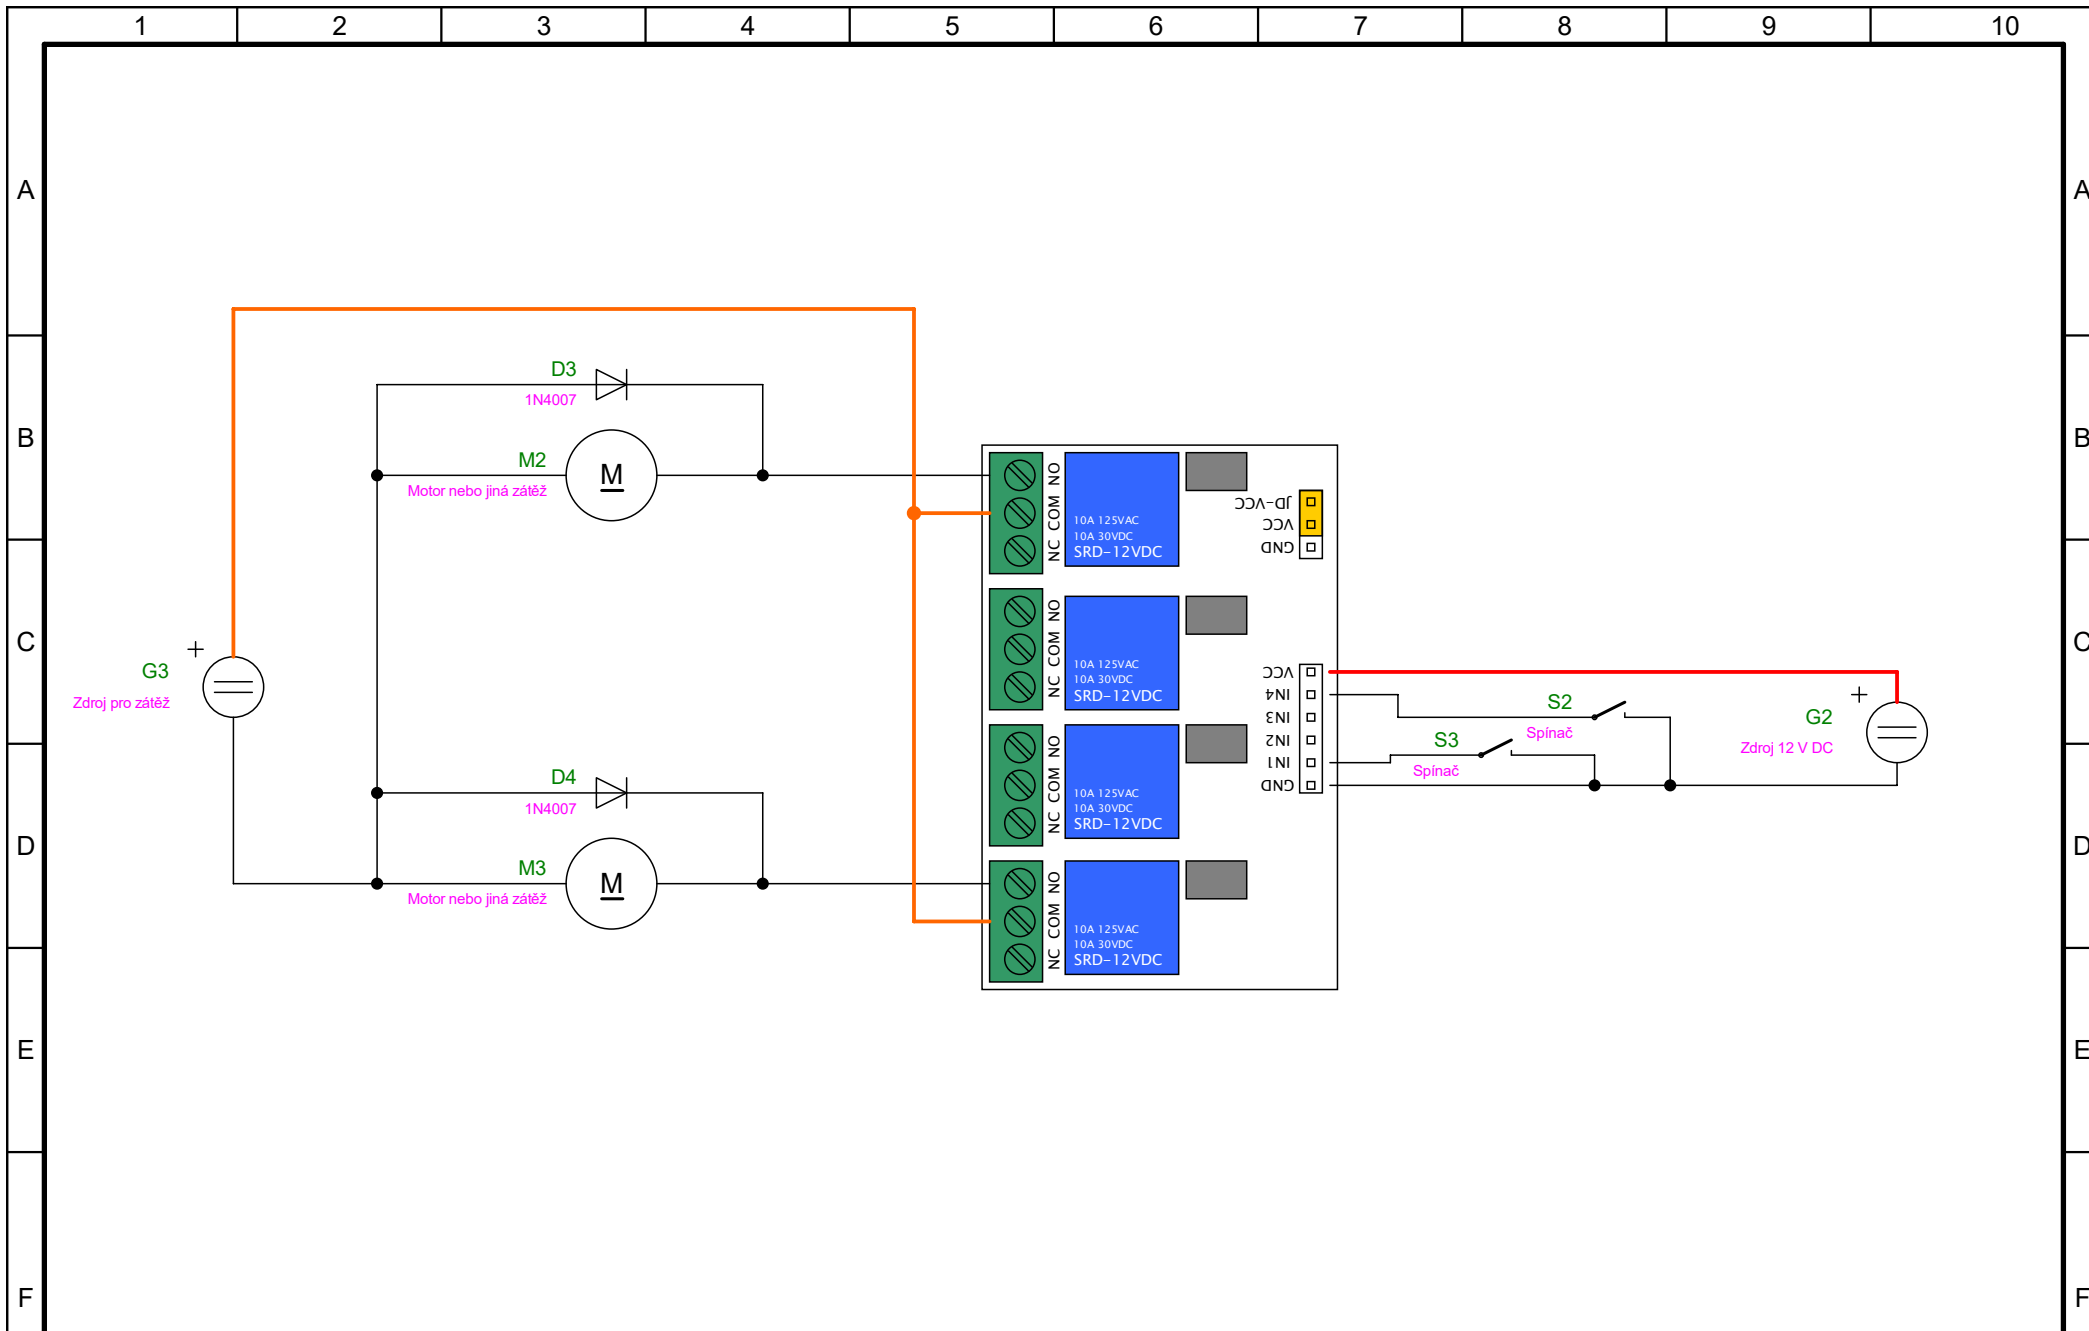 1 2 3 4 5 6 7 8 9 10
A A
D3
1N4007
B B
M2
M
Motor nebo jiná zátěž
NO
COM
NC
10A 125VAC
10A 30VDC
SRD-12VDC
JD-VCC
VCC
GND
C C
+
G3
Zdroj pro zátěž
NO
COM
NC
10A 125VAC
10A 30VDC
SRD-12VDC
VCC
IN4
IN3
IN2
IN1
GND
S2
Spínač
S3
Spínač
+
G2
Zdroj 12 V DC
D4
1N4007
NO
COM
NC
10A 125VAC
10A 30VDC
SRD-12VDC
D D
M3
M
Motor nebo jiná zátěž
NO
COM
NC
10A 125VAC
10A 30VDC
SRD-12VDC
E E
F F